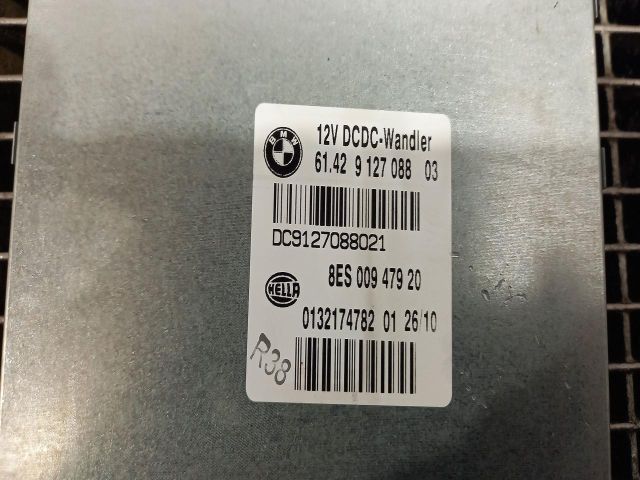 BMW
12V DCDC-Wandler
61.42 9 127 088 03
DC9127088021
8ES 009 479 20
HELLA
0132174782 01 26/10
R38